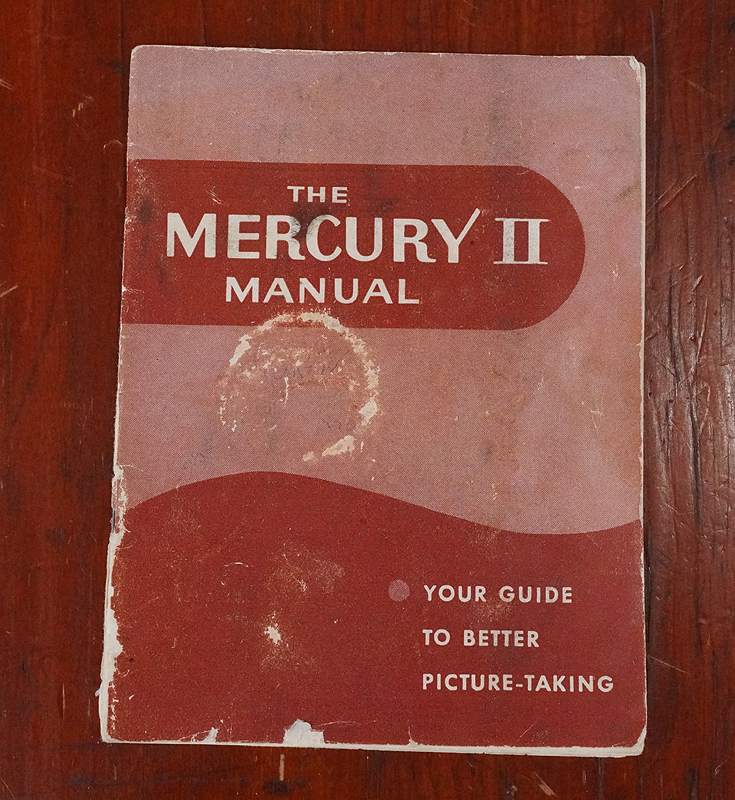 THE
MERCURY II
MANUAL
YOUR GUIDE
TO BETTER
PICTURE-TAKING